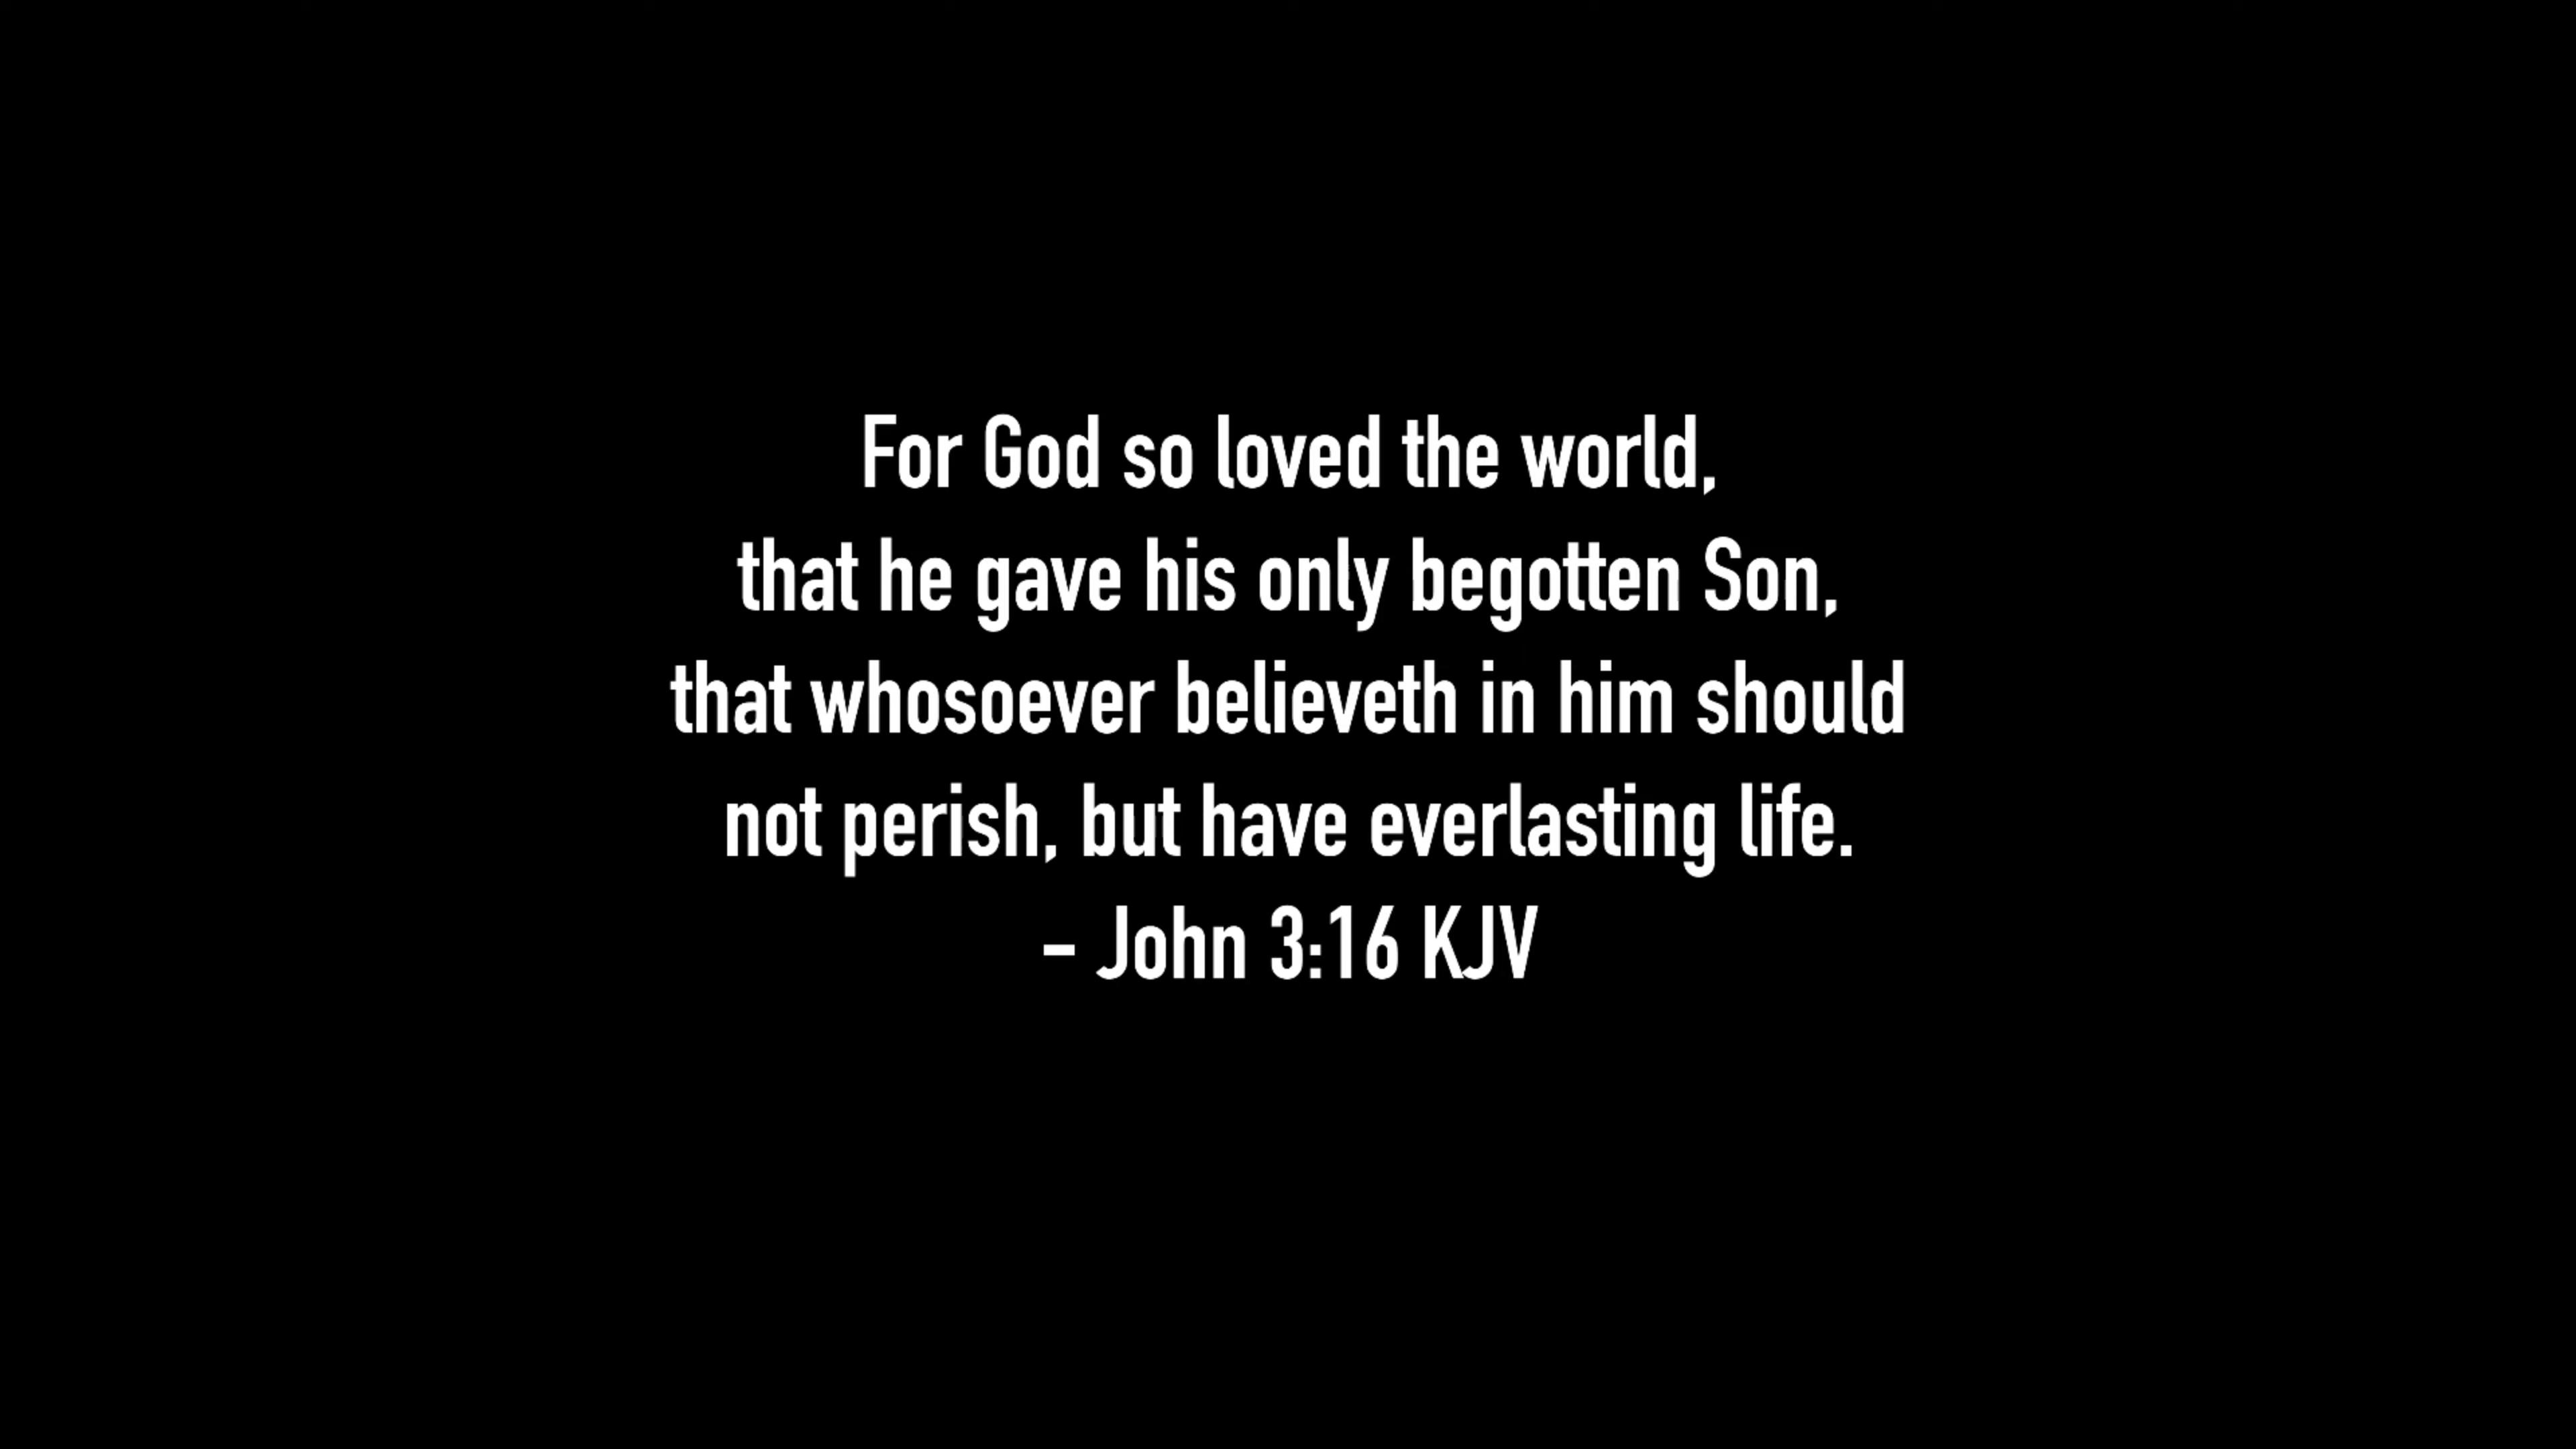 For God so loved the world,
that he gave his only begotten Son,
that whosoever believeth in him should
not perish, but have everlasting life.
- John 3:16 KJV